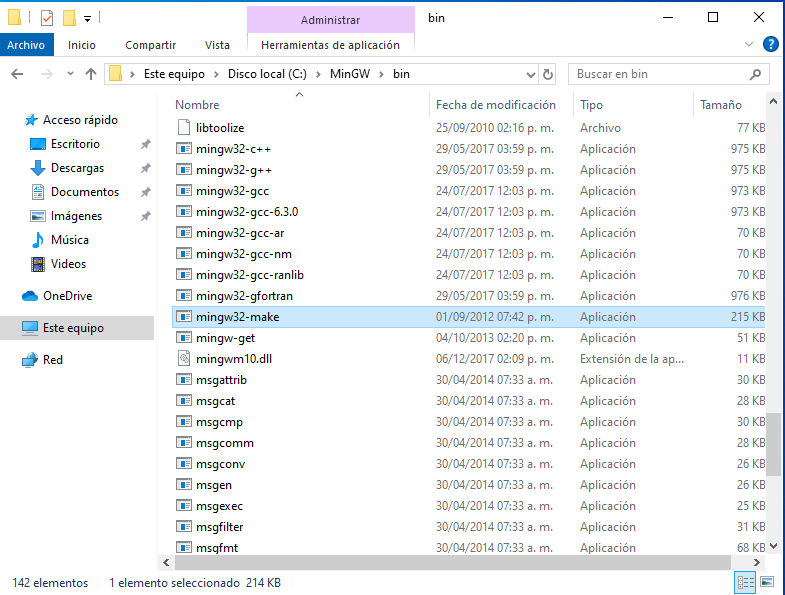 Administrar
bin
Archivo Inicio Compartir Vista Herramientas de aplicación
Este equipo Disco local (C:) MinGW bin
Buscar en bin
Acceso rápido
Escritorio
Descargas
Documentos
Imágenes
Música
Videos
OneDrive
Este equipo
Red
Nombre Fecha de modificación Tipo Tamaño
libtoolize 25/09/2010 02:16 p. m. Archivo 77 KB
mingw32-c++ 29/05/2017 03:59 p. m. Aplicación 975 KB
mingw32-g++ 29/05/2017 03:59 p. m. Aplicación 975 KB
mingw32-gcc 24/07/2017 12:03 p. m. Aplicación 973 KB
mingw32-gcc-6.3.0 24/07/2017 12:03 p. m. Aplicación 973 KB
mingw32-gcc-ar 24/07/2017 12:03 p. m. Aplicación 70 KB
mingw32-gcc-nm 24/07/2017 12:03 p. m. Aplicación 70 KB
mingw32-gcc-ranlib 24/07/2017 12:03 p. m. Aplicación 70 KB
mingw32-gfortran 29/05/2017 03:59 p. m. Aplicación 976 KB
mingw32-make 01/09/2012 07:42 p. m. Aplicación 215 KB
mingw-get 04/10/2013 02:20 p. m. Aplicación 51 KB
mingwm10.dll 06/12/2017 02:09 p. m. Extensión de la ap... 11 KB
msgattrib 30/04/2014 07:33 a. m. Aplicación 30 KB
msgcat 30/04/2014 07:33 a. m. Aplicación 28 KB
msgcmp 30/04/2014 07:33 a. m. Aplicación 30 KB
msgcomm 30/04/2014 07:33 a. m. Aplicación 28 KB
msgconv 30/04/2014 07:33 a. m. Aplicación 26 KB
msgen 30/04/2014 07:33 a. m. Aplicación 26 KB
msgexec 30/04/2014 07:33 a. m. Aplicación 25 KB
msgfilter 30/04/2014 07:33 a. m. Aplicación 31 KB
msgfmt 30/04/2014 07:33 a. m. Aplicación 68 KB
142 elementos 1 elemento seleccionado 214 KB